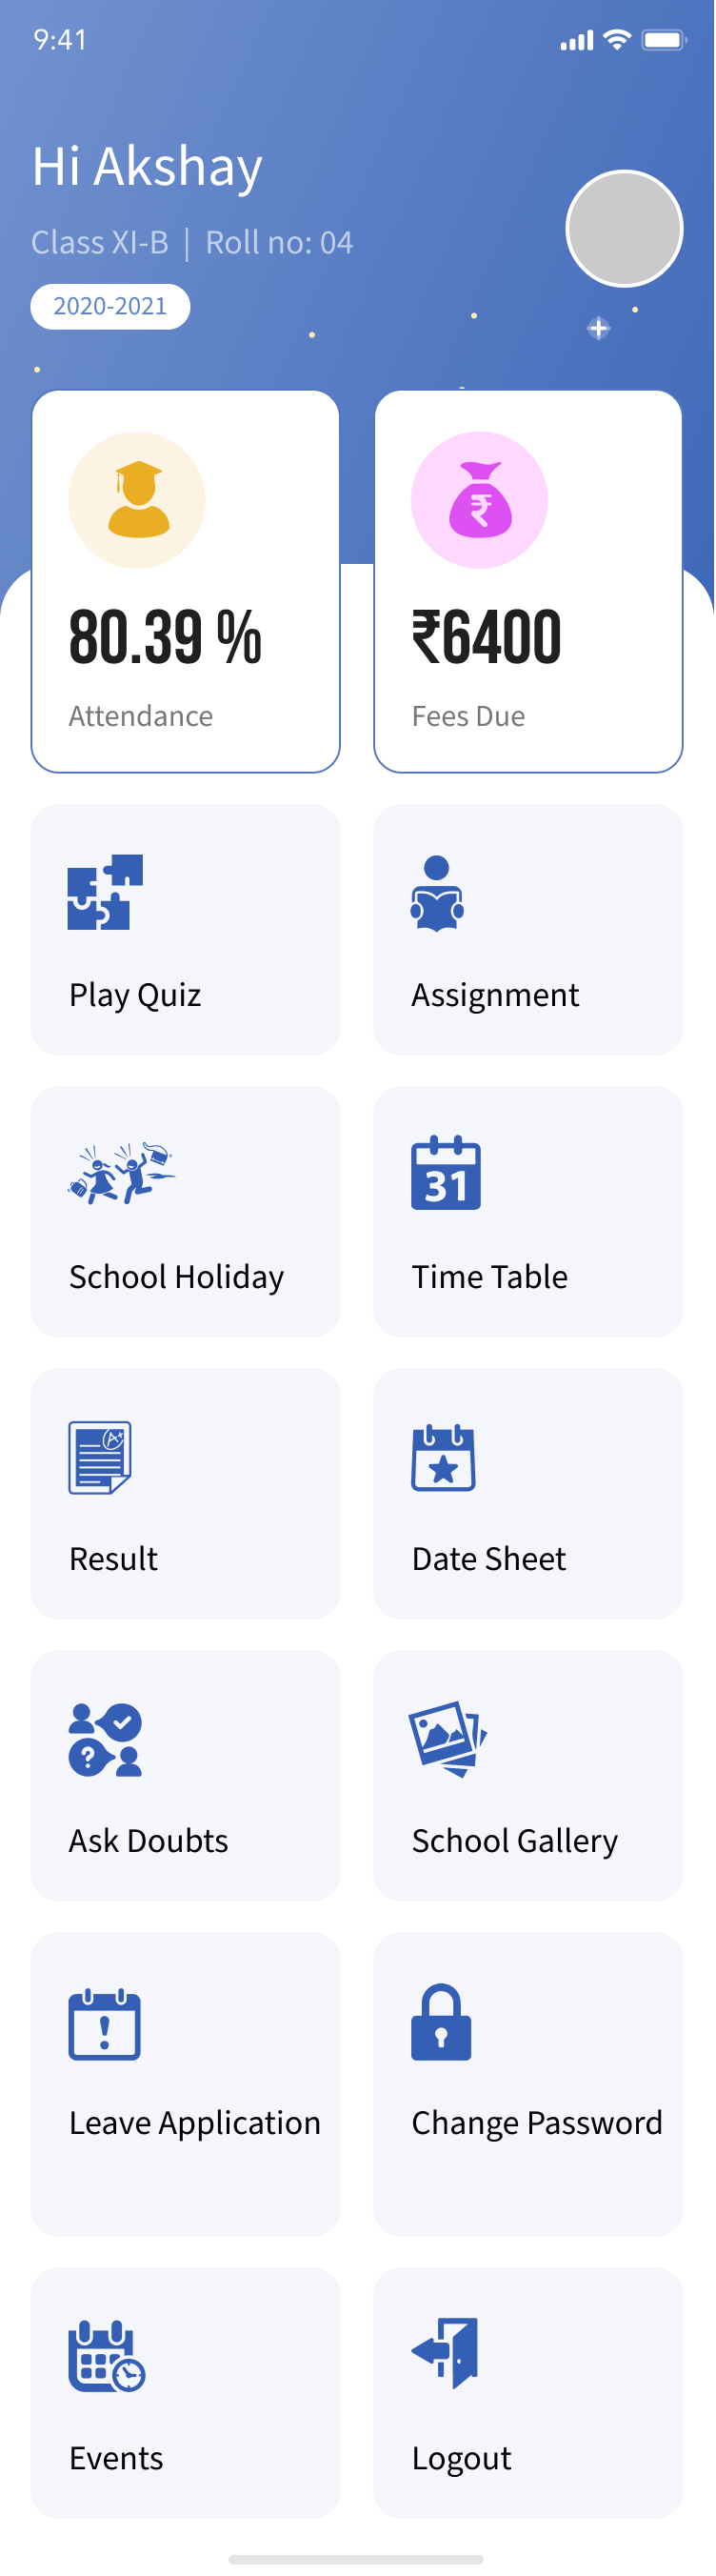 9:41
Hi Akshay
Class XI-B | Roll no: 04
2020-2021
80.39 %
₹6400
Attendance
Fees Due
Play Quiz
Assignment
31
School Holiday
Time Table
A+
Result
Date Sheet
Ask Doubts
School Gallery
Leave Application
Change Password
Events
Logout